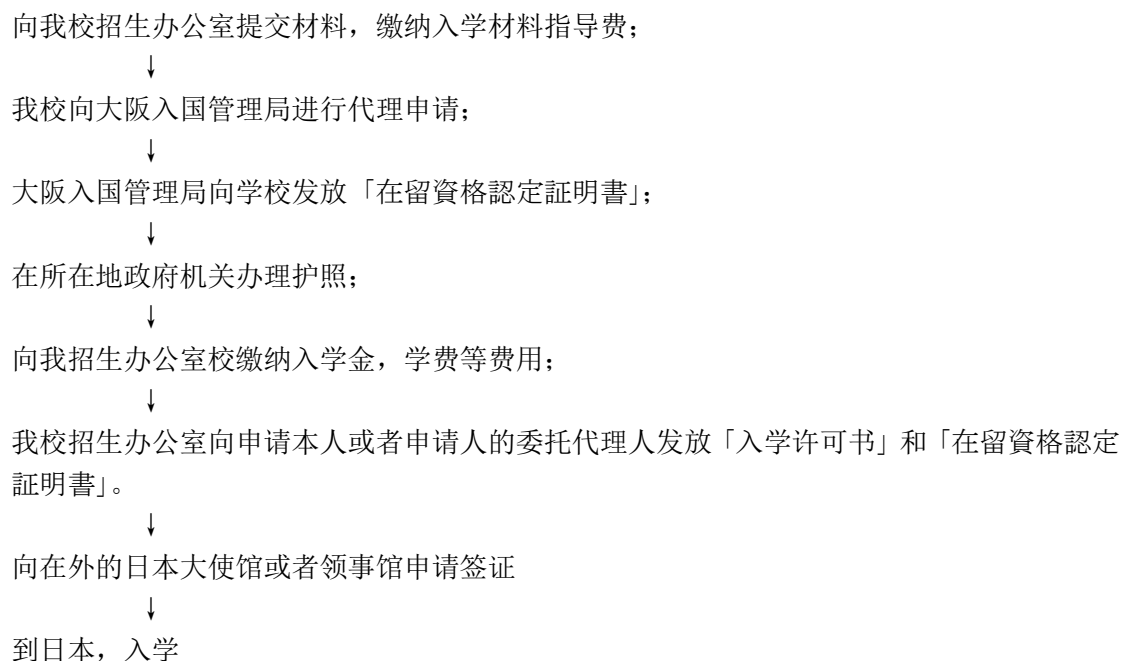 向我校招生办公室提交材料，缴纳入学材料指导费；
↓
我校向大阪入国管理局进行代理申请；
↓
大阪入国管理局向学校发放「在留資格認定証明書」；
↓
在所在地政府机关办理护照；
↓
向我招生办公室校缴纳入学金，学费等费用；
↓
我校招生办公室向申请本人或者申请人的委托代理人发放「入学许可书」和「在留資格認定
証明書」。
↓
向在外的日本大使馆或者领事馆申请签证
↓
到日本，入学